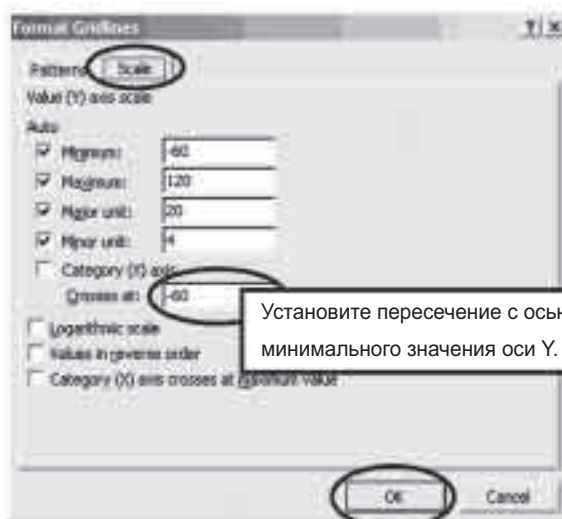 Format Gridlines
Patterns Scale
Value (Y) axis scale
Auto
Minimum: -60
Maximum: 120
Major unit: 20
Minor unit: 4
Category (X) axis
Crosses at: -60
Установите пересечение с осью
минимального значения оси Y.
Logarithmic scale
Values in reverse order
Category (X) axis crosses at maximum value
OK Cancel